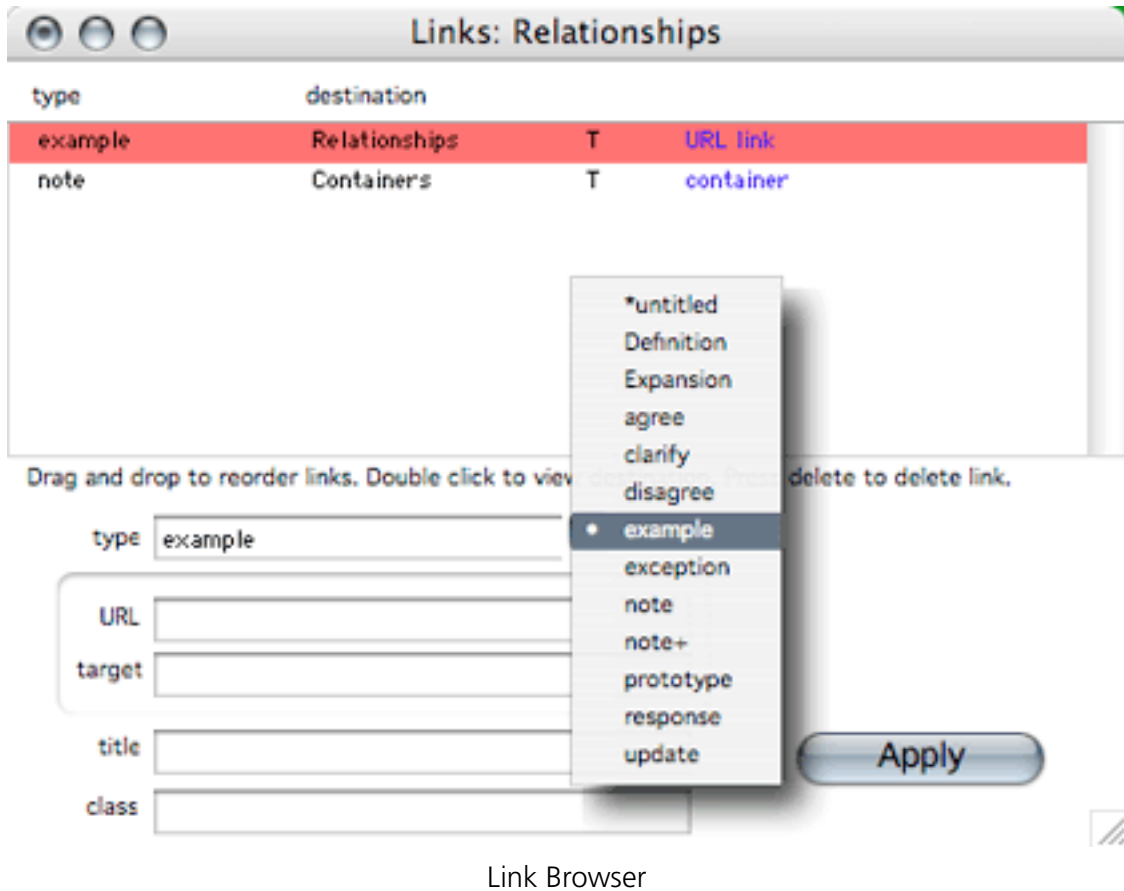 Links: Relationships
type destination
example Relationships T URL link
note Containers T container
*untitled
Definition
Expansion
agree
clarify
Drag and drop to reorder links. Double click to view destination. Press delete to delete link.
disagree
type example
example
exception
URL
note
note+
target
prototype
response
title
update
Apply
class
Link Browser